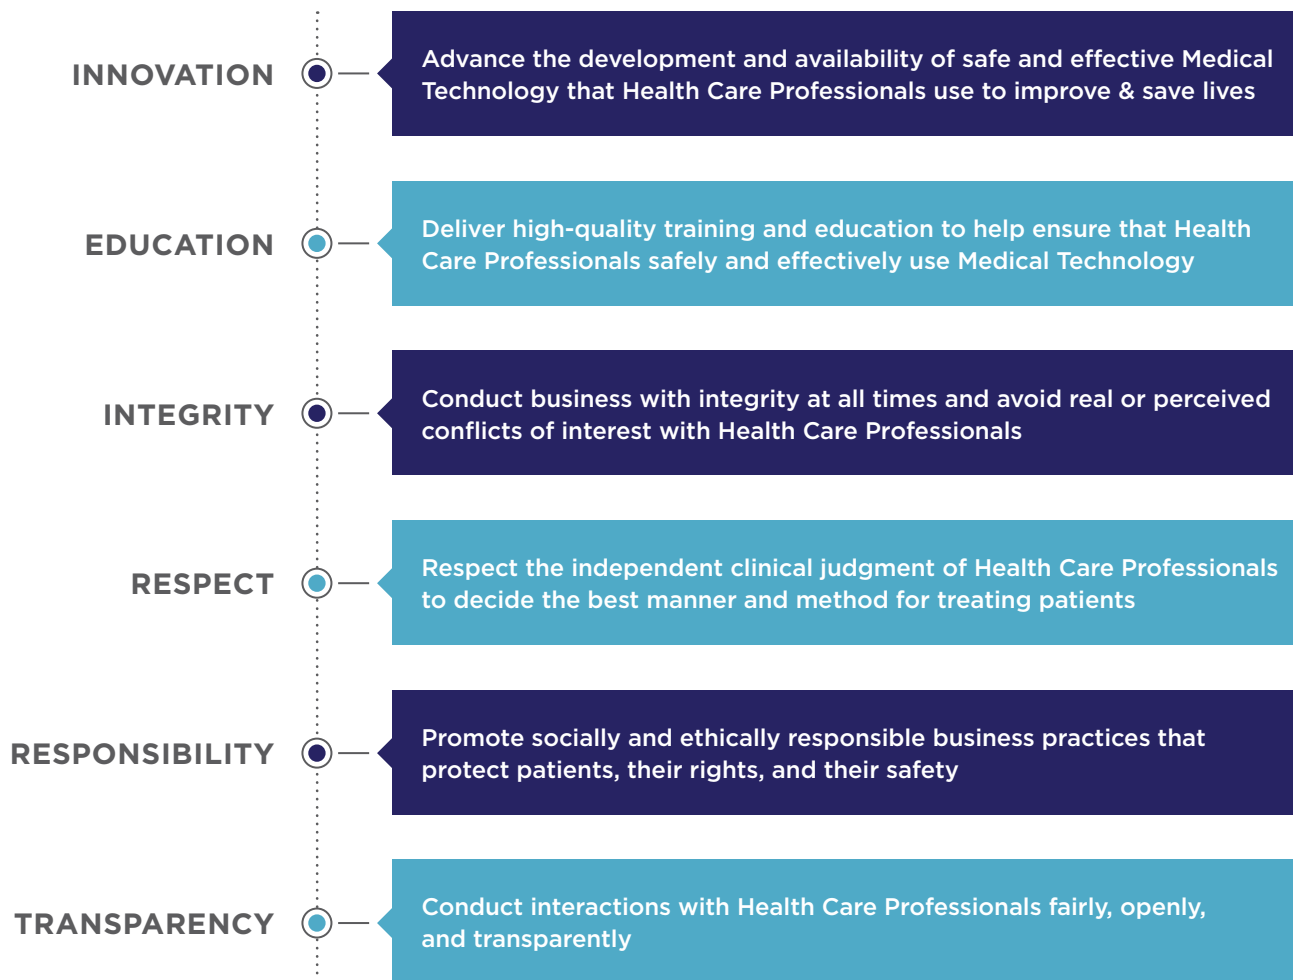 INNOVATION
Advance the development and availability of safe and effective Medical
Technology that Health Care Professionals use to improve & save lives
EDUCATION
Deliver high-quality training and education to help ensure that Health
Care Professionals safely and effectively use Medical Technology
INTEGRITY
Conduct business with integrity at all times and avoid real or perceived
conflicts of interest with Health Care Professionals
RESPECT
Respect the independent clinical judgment of Health Care Professionals
to decide the best manner and method for treating patients
RESPONSIBILITY
Promote socially and ethically responsible business practices that
protect patients, their rights, and their safety
TRANSPARENCY
Conduct interactions with Health Care Professionals fairly, openly,
and transparently